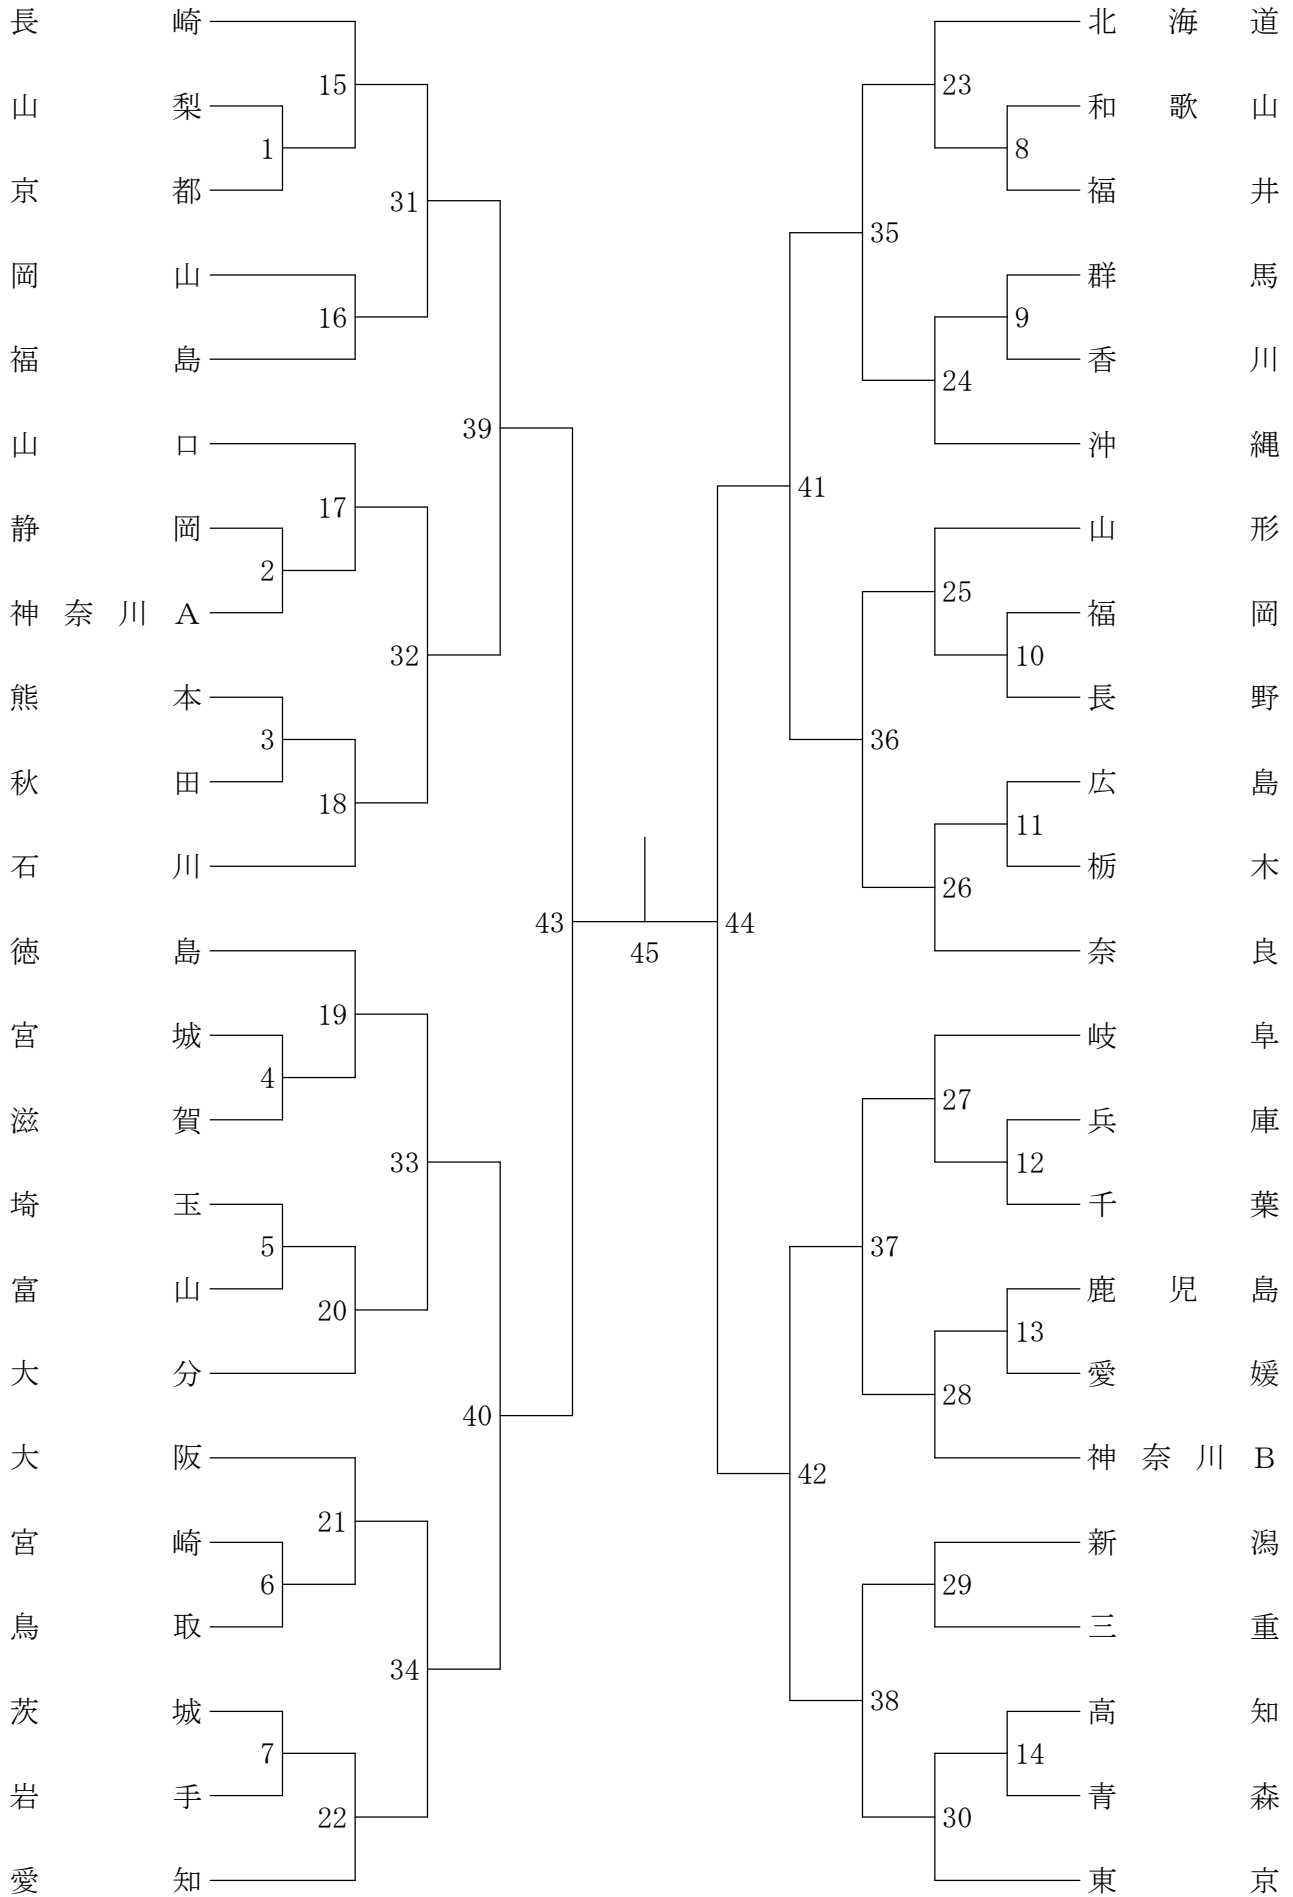 長崎
15
山梨
1
京都
31
岡山
16
福島
39
山口
17
静岡
2
神奈川A
32
熊本
3
秋田
18
石川
43
徳島
19
宮城
4
滋賀
33
埼玉
5
富山
20
大分
40
大阪
21
宮崎
6
鳥取
34
茨城
7
岩手
22
愛知
45
北海道
23
和歌山
8
福井
35
群馬
9
香川
24
沖縄
41
山形
25
福岡
10
長野
36
広島
11
栃木
26
奈良
44
岐阜
27
兵庫
12
千葉
37
鹿児島
13
愛媛
28
神奈川B
42
新潟
29
三重
38
高知
14
青森
30
東京